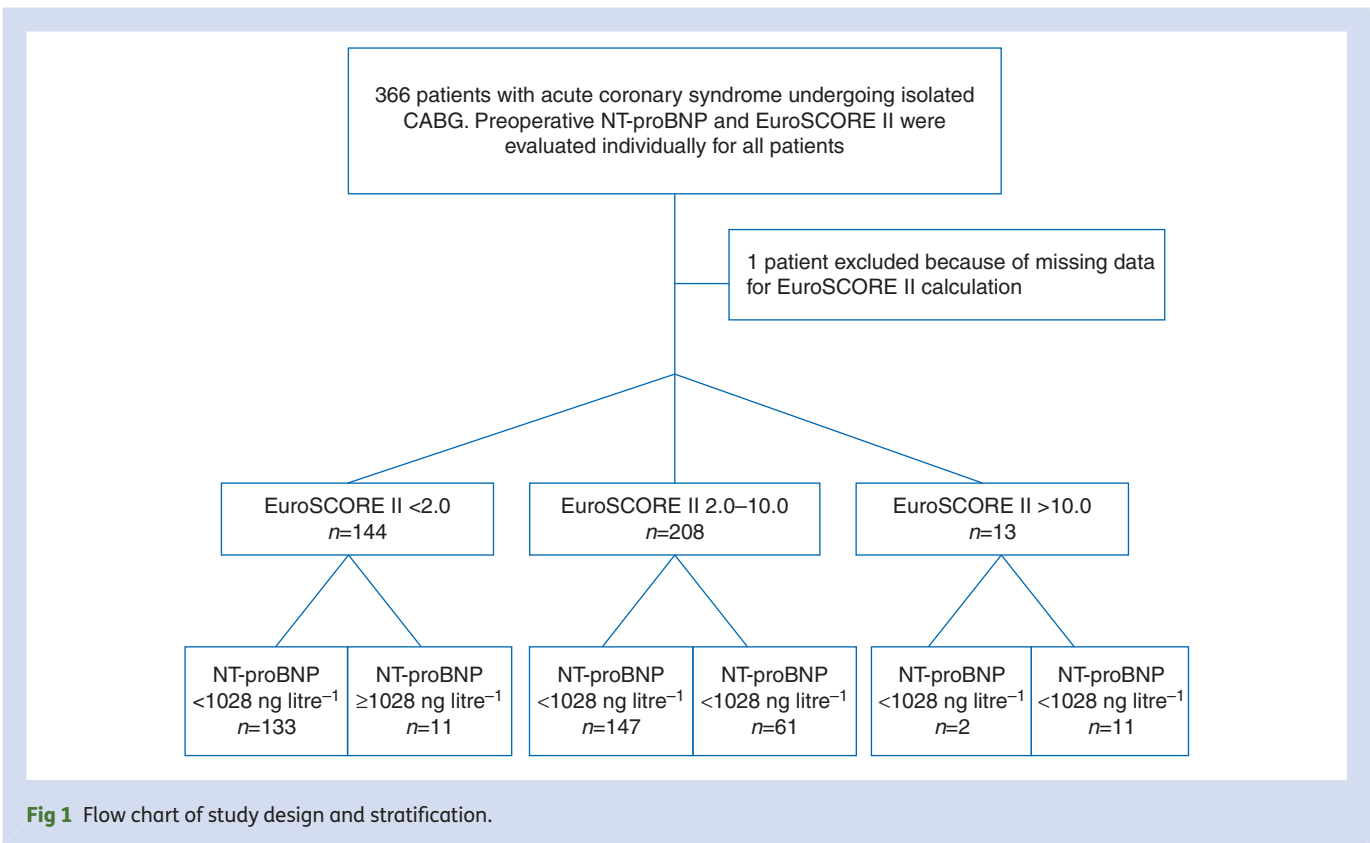 366 patients with acute coronary syndrome undergoing isolated
CABG. Preoperative NT-proBNP and EuroSCORE II were
evaluated individually for all patients
1 patient excluded because of missing data
for EuroSCORE II calculation
EuroSCORE II <2.0
n=144
EuroSCORE II 2.0–10.0
n=208
EuroSCORE II >10.0
n=13
NT-proBNP
<1028 ng litre⁻¹
n=133
NT-proBNP
≥1028 ng litre⁻¹
n=11
NT-proBNP
<1028 ng litre⁻¹
n=147
NT-proBNP
<1028 ng litre⁻¹
n=61
NT-proBNP
<1028 ng litre⁻¹
n=2
NT-proBNP
<1028 ng litre⁻¹
n=11
Fig 1 Flow chart of study design and stratification.